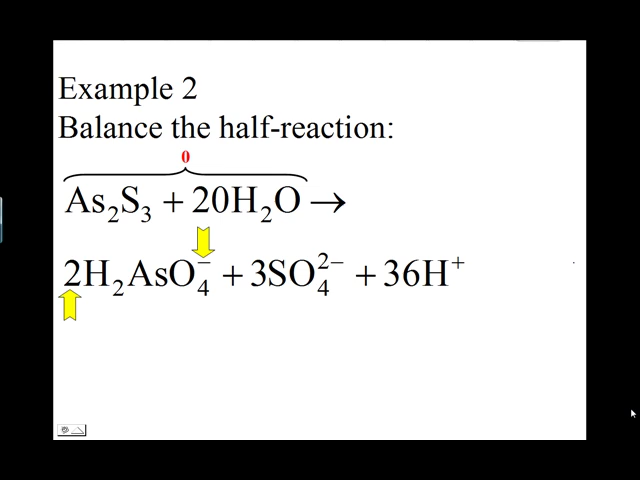 Example 2
Balance the half-reaction:
0
As₂S₃ + 20H₂O →
2H₂AsO₄⁻ + 3SO₄²⁻ + 36H⁺